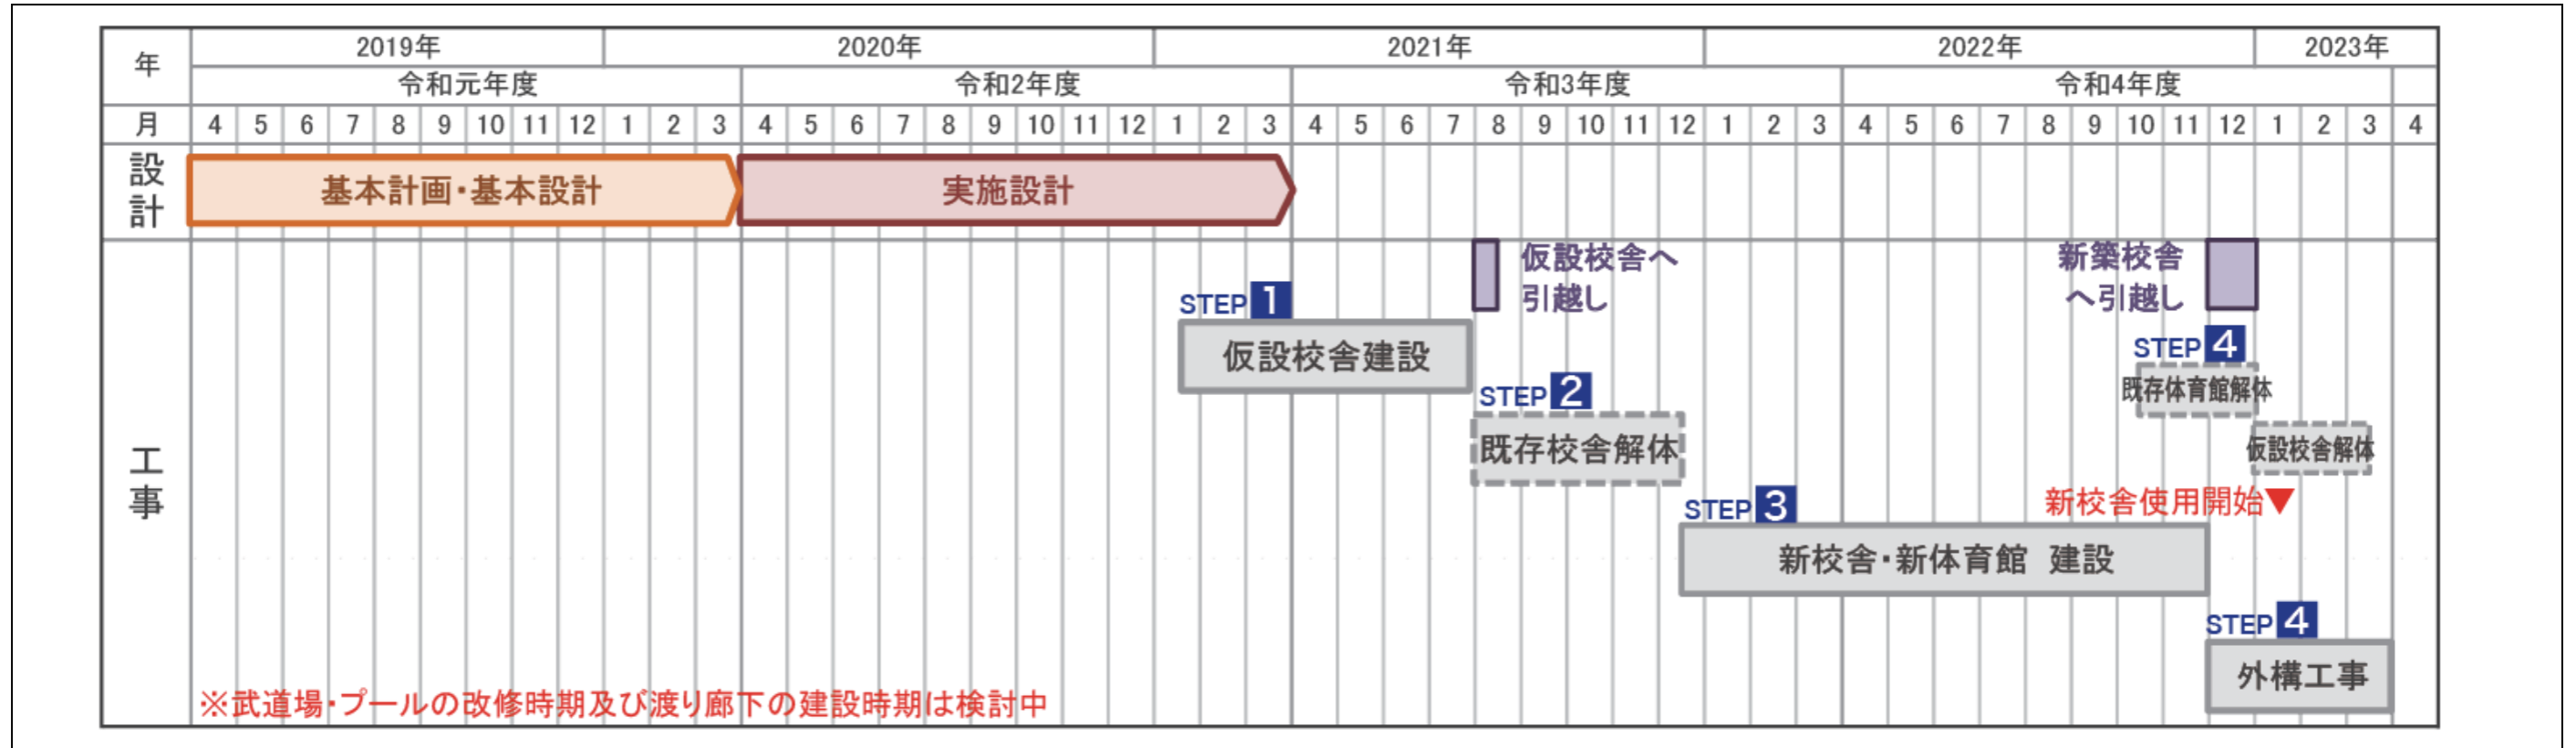 年 2019年 2020年 2021年 2022年 2023年
令和元年度 令和2年度 令和3年度 令和4年度
月 4 5 6 7 8 9 10 11 12 1 2 3 4 5 6 7 8 9 10 11 12 1 2 3 4 5 6 7 8 9 10 11 12 1 2 3 4 5 6 7 8 9 10 11 12 1 2 3 4
設計
基本計画・基本設計 実施設計
工事
仮設校舎へ
引越し
新築校舎
へ引越し
STEP 1
仮設校舎建設
STEP 2
既存校舎解体
STEP 4
既存体育館解体
仮設校舎解体
新校舎使用開始▼
STEP 3
新校舎・新体育館 建設
STEP 4
外構工事
※武道場・プールの改修時期及び渡り廊下の建設時期は検討中